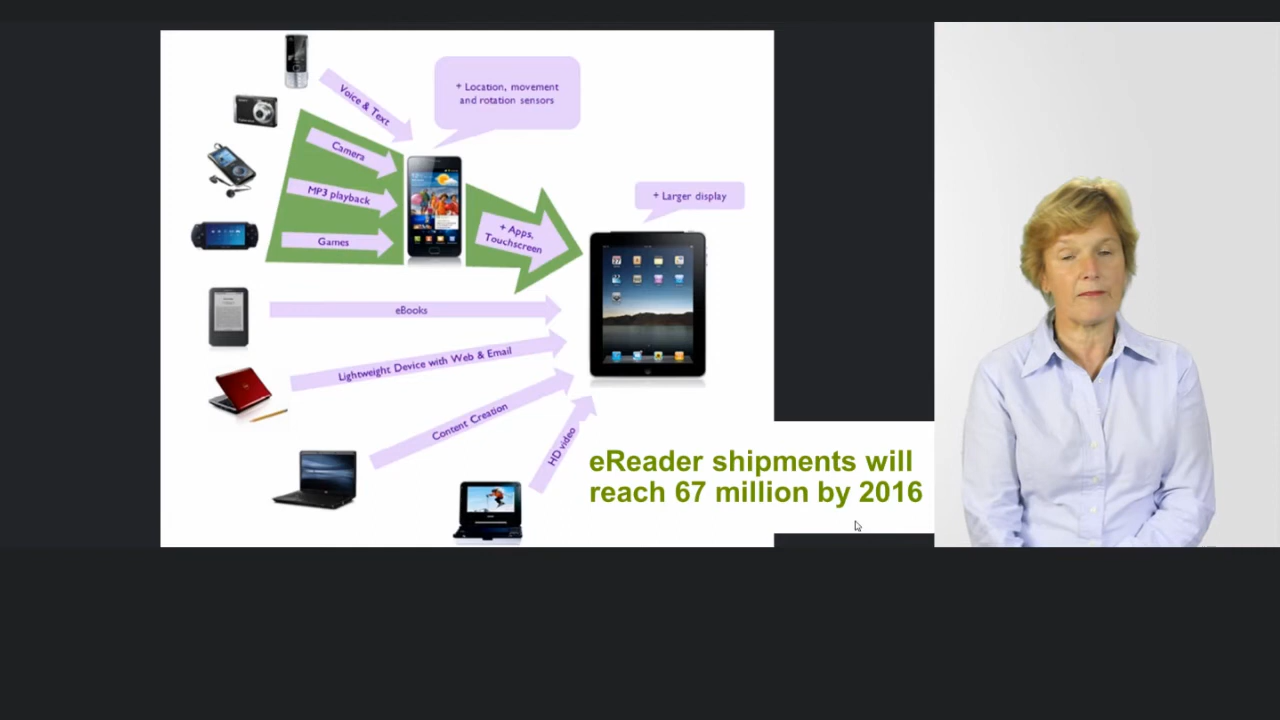 Voice & Text
+ Location, movement
and rotation sensors
Camera
MP3 playback
+ Larger display
+ Apps,
Touchscreen
Games
eBooks
Lightweight Device with Web & Email
Content Creation
HD video
eReader shipments will
reach 67 million by 2016